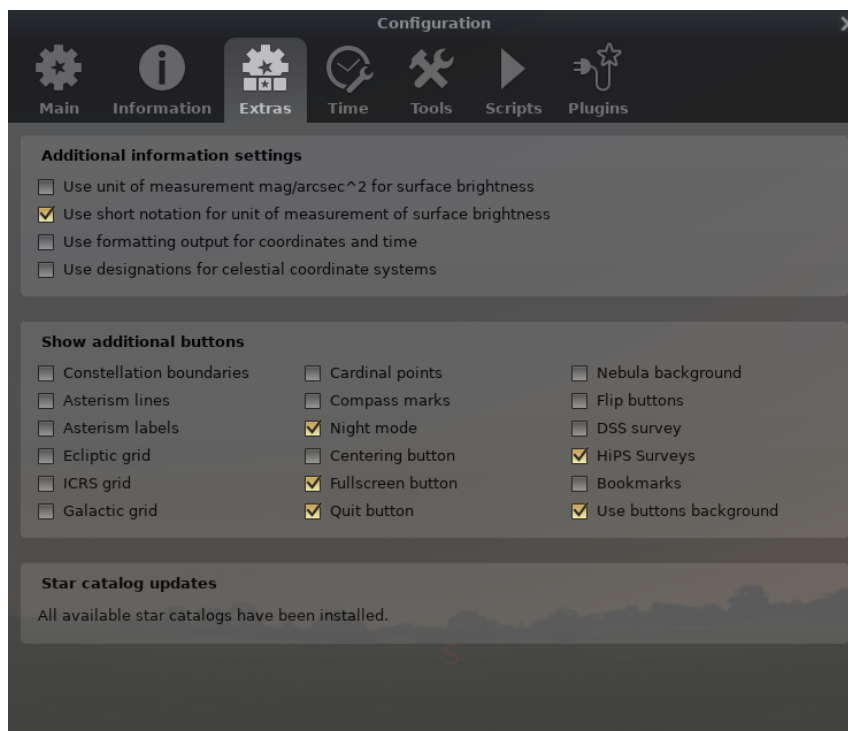 Configuration
Main Information Extras Time Tools Scripts Plugins
Additional information settings
Use unit of measurement mag/arcsec^2 for surface brightness
Use short notation for unit of measurement of surface brightness
Use formatting output for coordinates and time
Use designations for celestial coordinate systems
Show additional buttons
Constellation boundaries Cardinal points Nebula background
Asterism lines Compass marks Flip buttons
Asterism labels Night mode DSS survey
Ecliptic grid Centering button HiPS Surveys
ICRS grid Fullscreen button Bookmarks
Galactic grid Quit button Use buttons background
Star catalog updates
All available star catalogs have been installed.
S